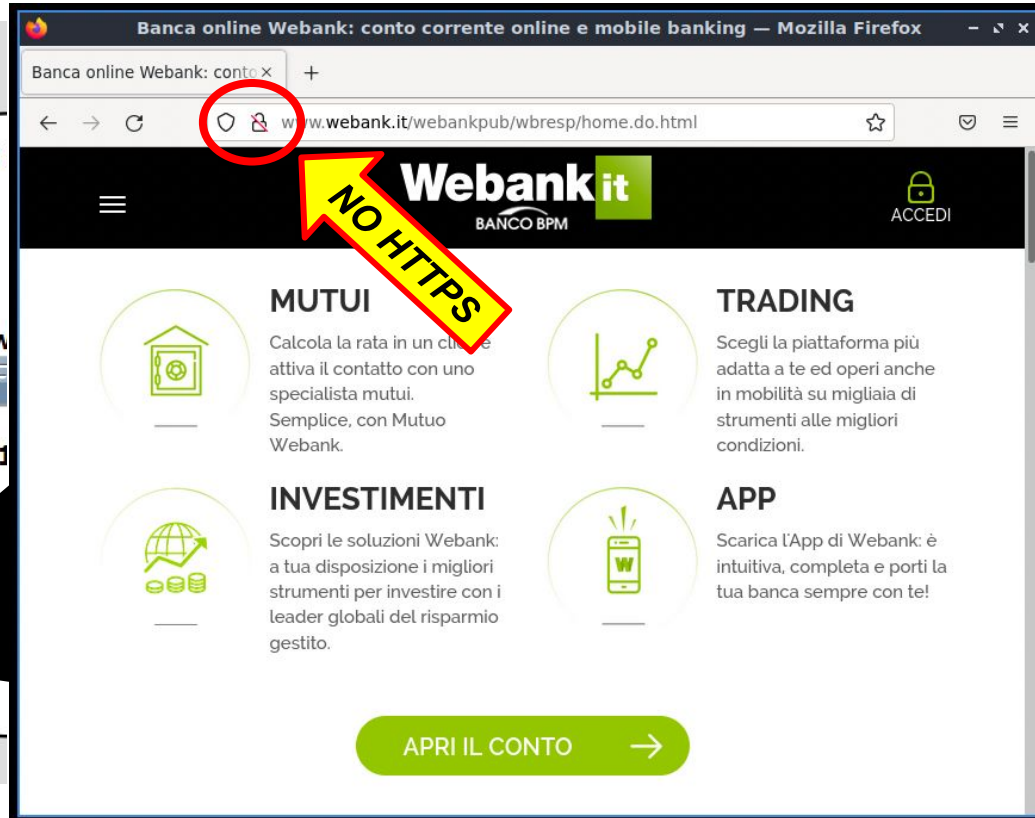 Banca online Webank: conto corrente online e mobile banking — Mozilla Firefox
Banca online Webank: conto
www.webank.it/webankpub/wbresp/home.do.html
NO HTTPS
Webank it
BANCO BPM
ACCEDI
MUTUI
Calcola la rata in un clic e
attiva il contatto con uno
specialista mutui.
Semplice, con Mutuo
Webank.
TRADING
Scegli la piattaforma più
adatta a te ed operi anche
in mobilità su migliaia di
strumenti alle migliori
condizioni.
INVESTIMENTI
Scopri le soluzioni Webank:
a tua disposizione i migliori
strumenti per investire con i
leader globali del risparmio
gestito.
APP
W
Scarica l'App di Webank: è
intuitiva, completa e porti la
tua banca sempre con te!
APRI IL CONTO